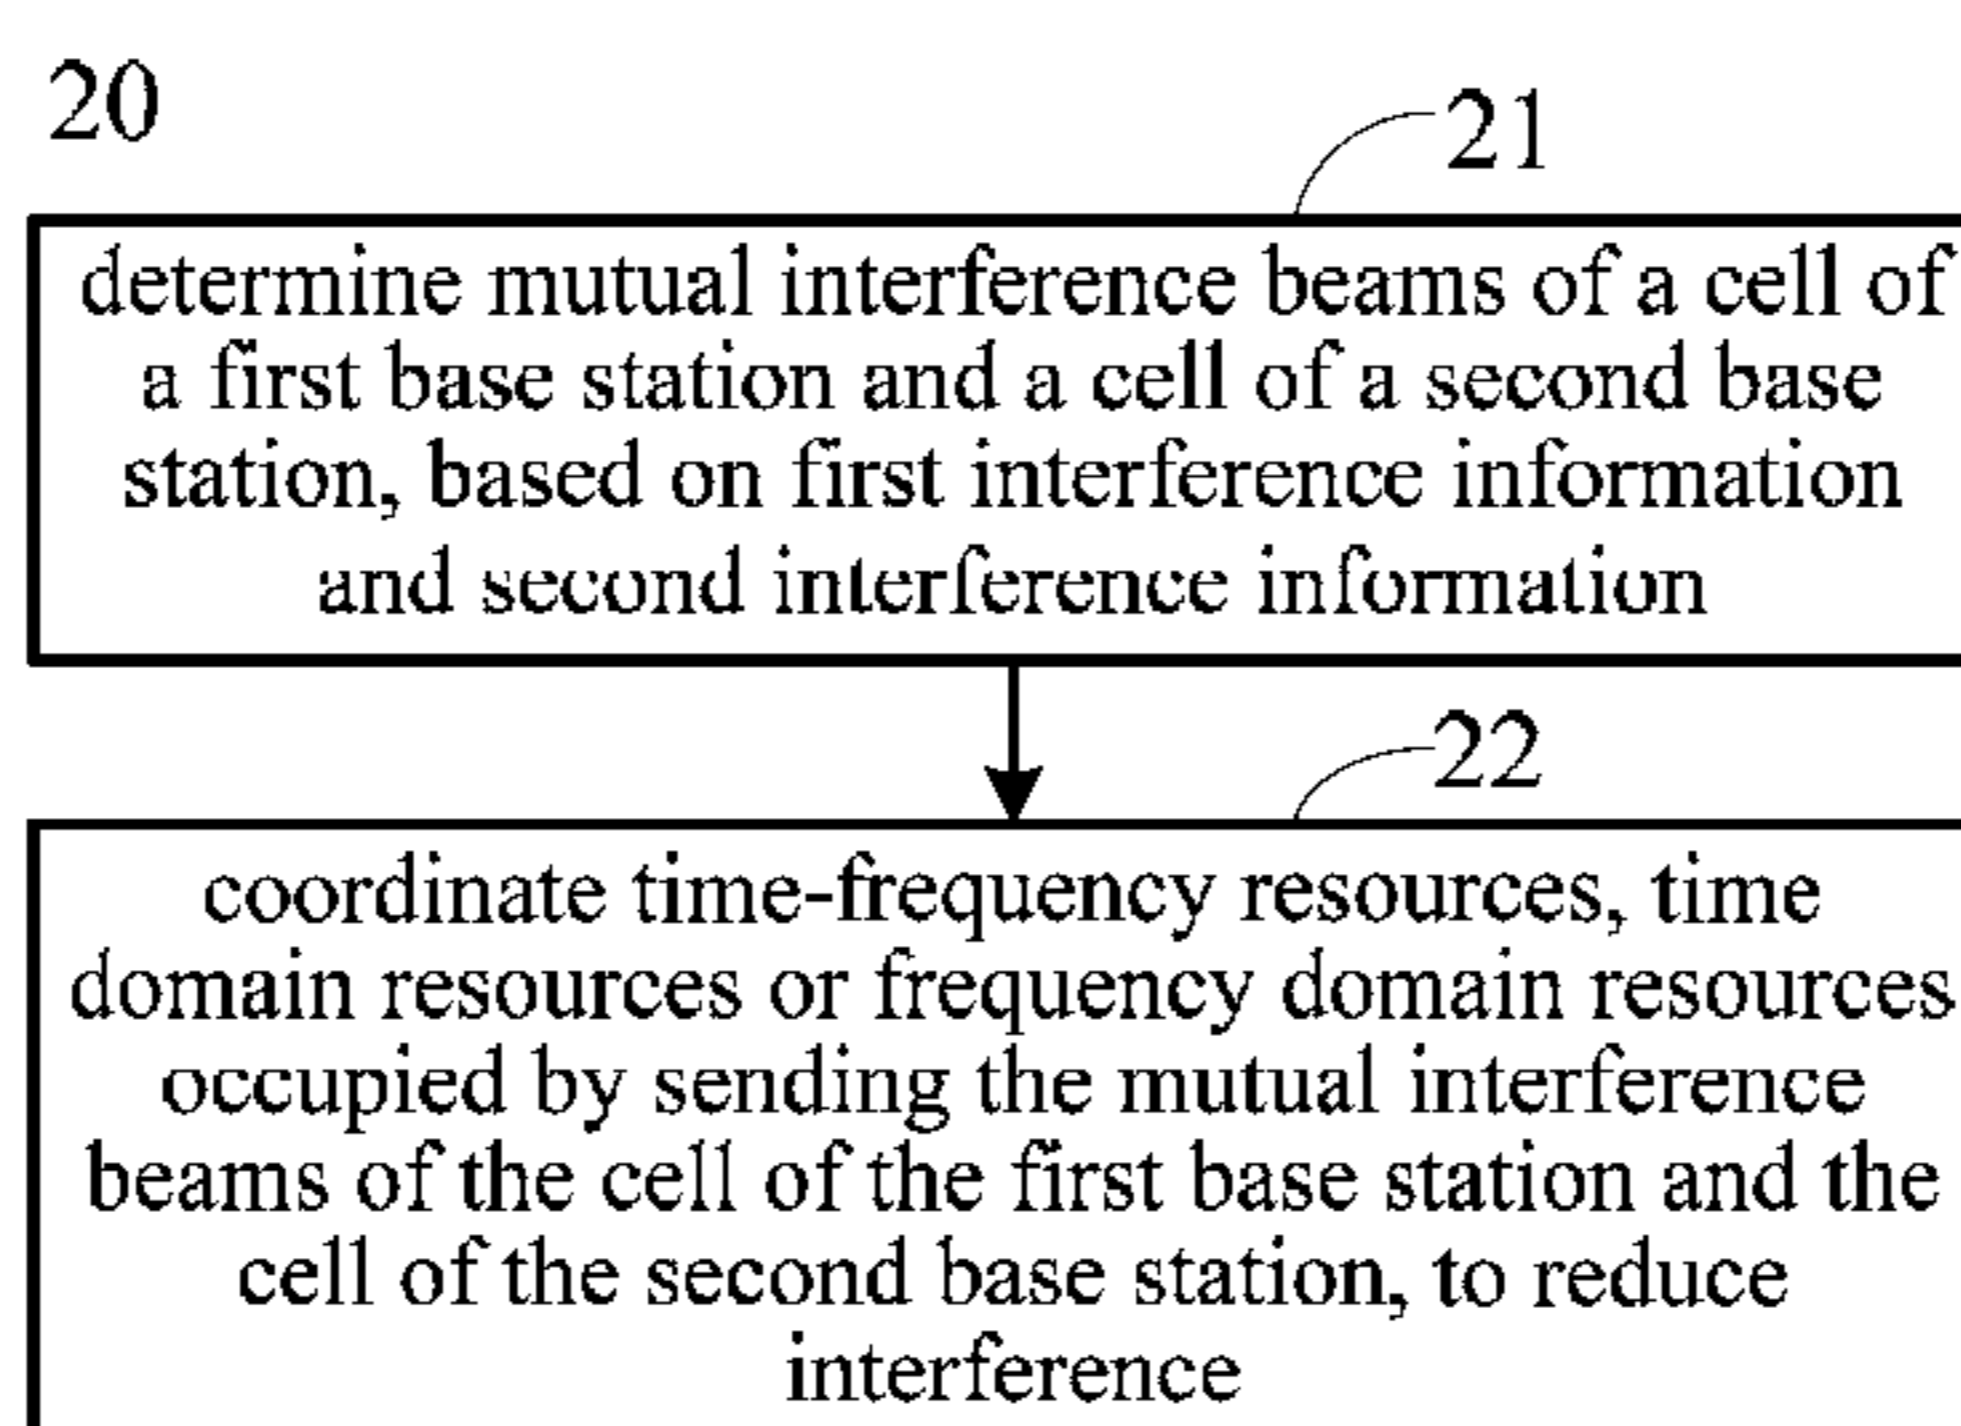 20
21
determine mutual interference beams of a cell of
a first base station and a cell of a second base
station, based on first interference information
and second interference information
22
coordinate time-frequency resources, time
domain resources or frequency domain resources
occupied by sending the mutual interference
beams of the cell of the first base station and the
cell of the second base station, to reduce
interference